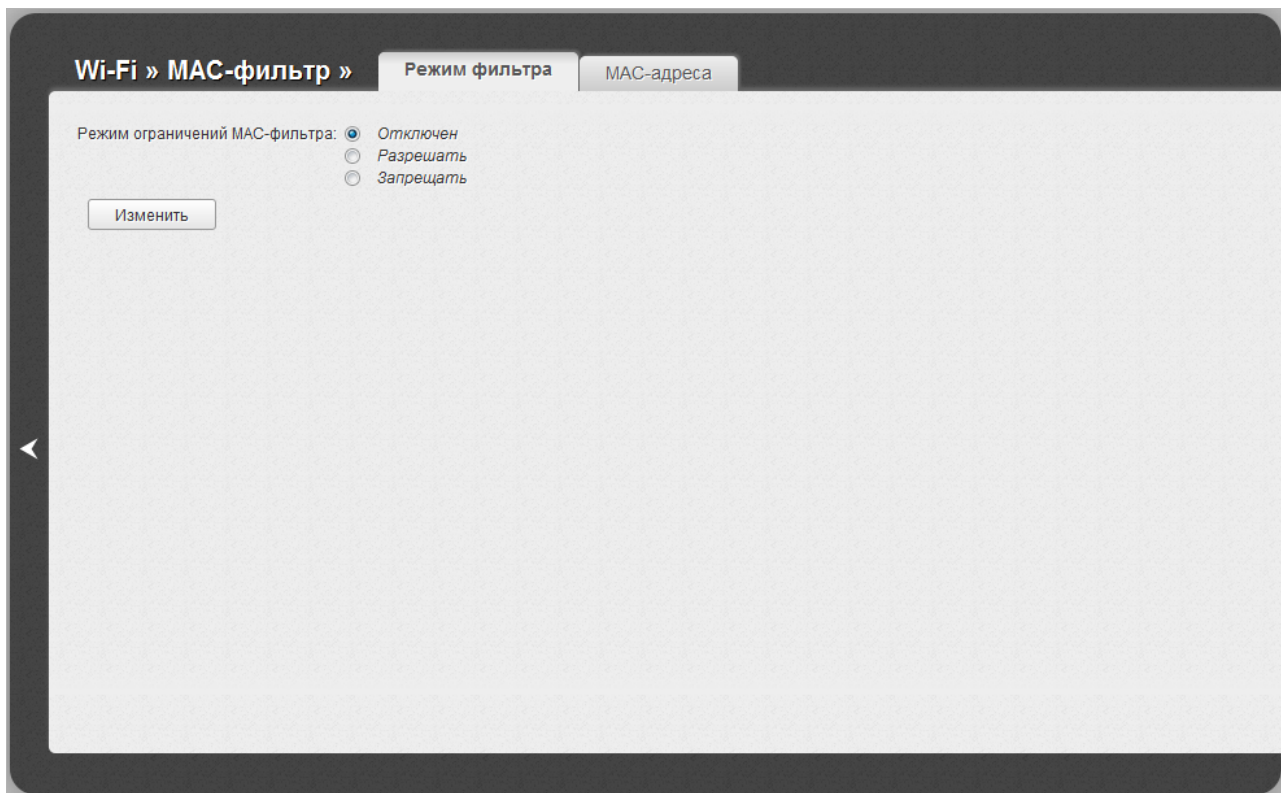 Wi-Fi » MAC-фильтр » Режим фильтра MAC-адреса
Режим ограничений MAC-фильтра: Отключен
Разрешать
Запрещать
Изменить